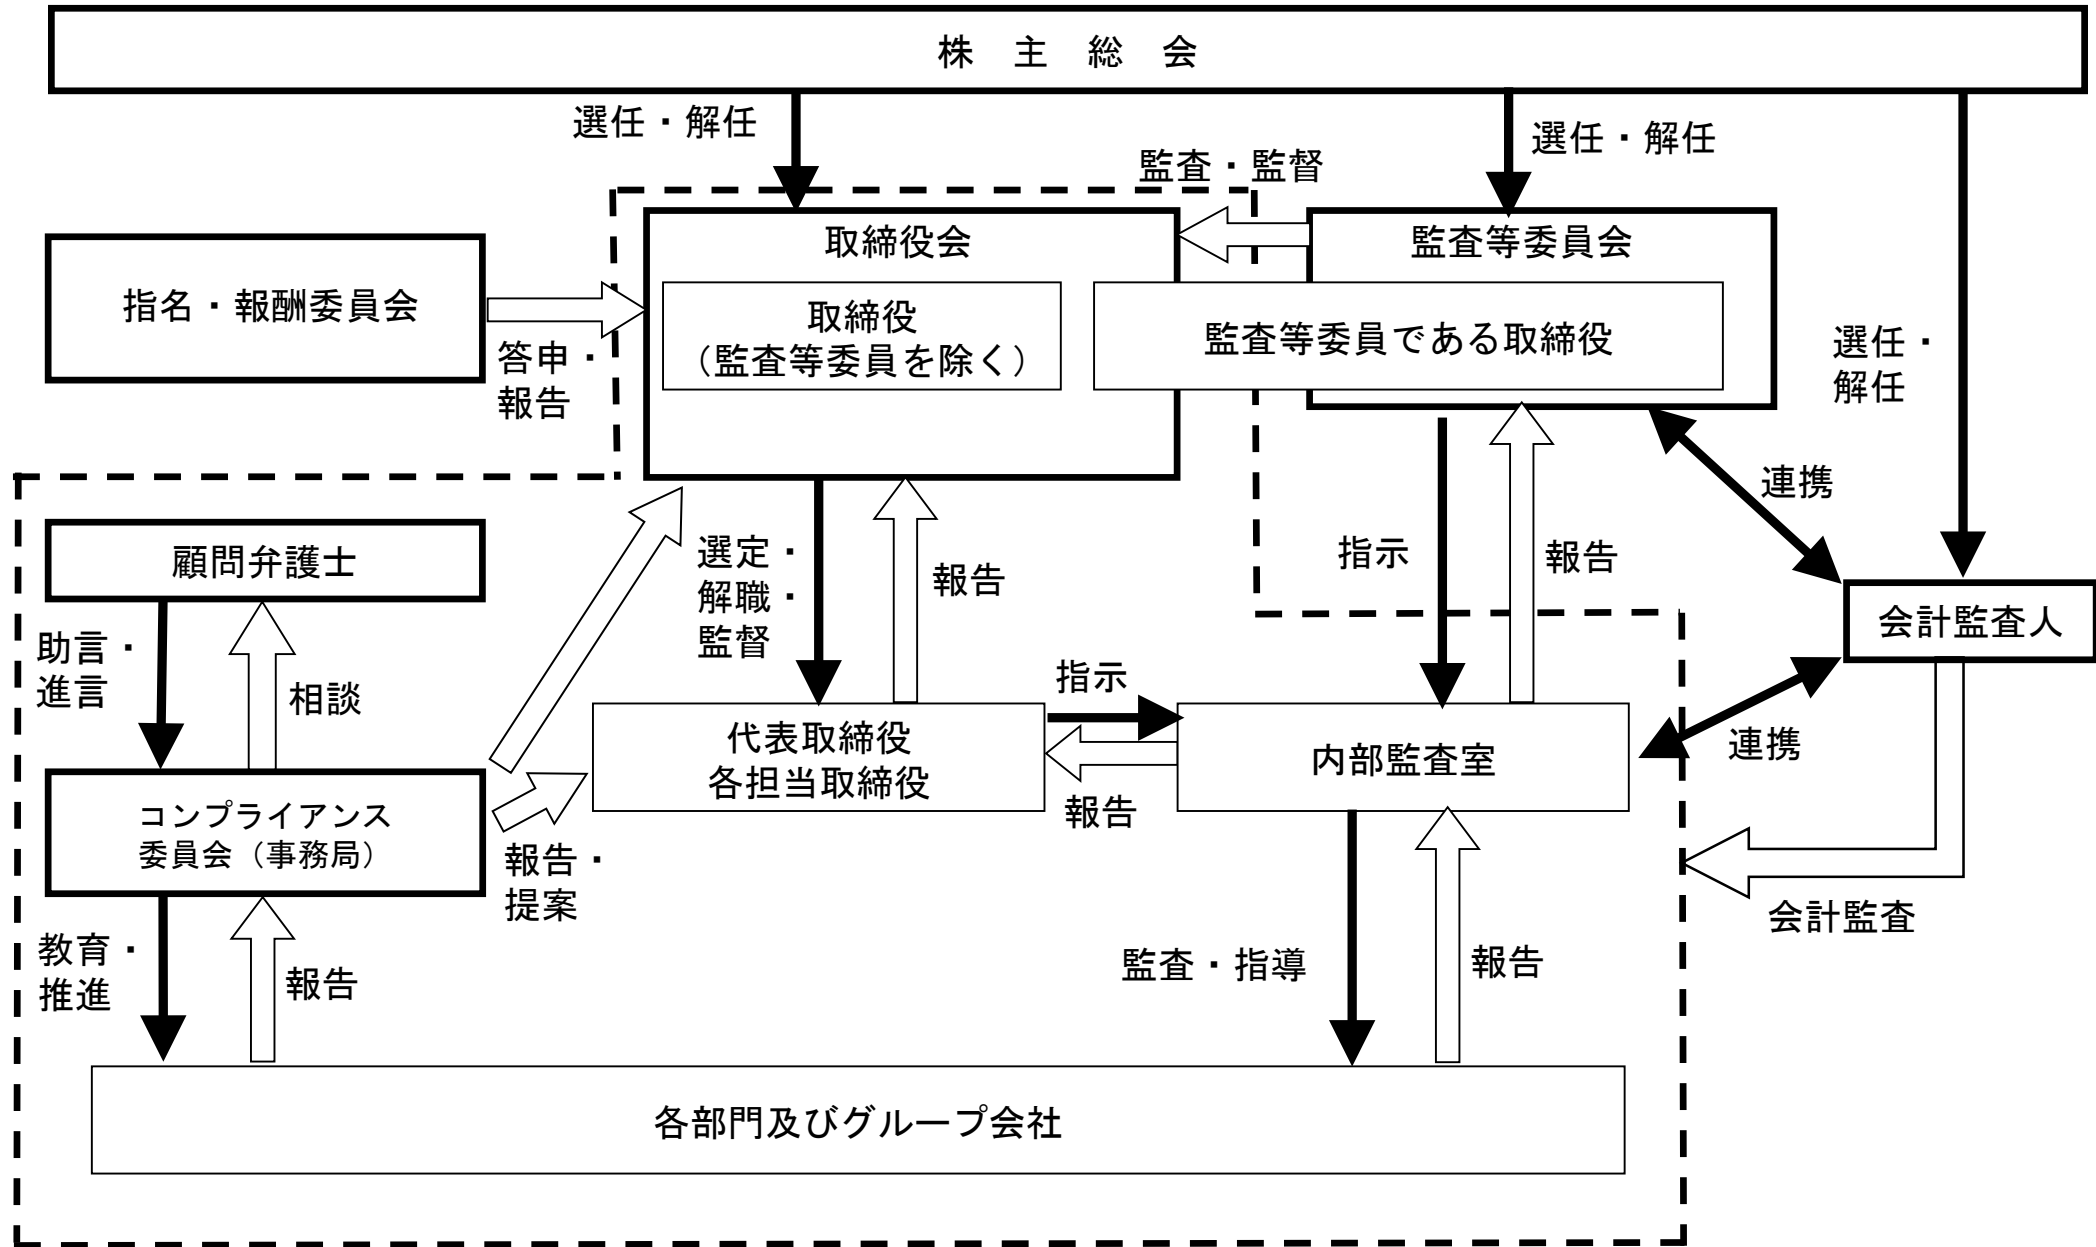 株　主　総　会
選任・解任
選任・解任
監査・監督
取締役会
監査等委員会
指名・報酬委員会
取締役
（監査等委員を除く）
監査等委員である取締役
答申・
報告
選任・
解任
連携
顧問弁護士
選定・
解職・
監督
報告
指示
報告
会計監査人
助言・
進言
相談
指示
代表取締役
各担当取締役
内部監査室
連携
報告
コンプライアンス
委員会（事務局）
報告・
提案
会計監査
教育・
推進
報告
監査・指導
報告
各部門及びグループ会社